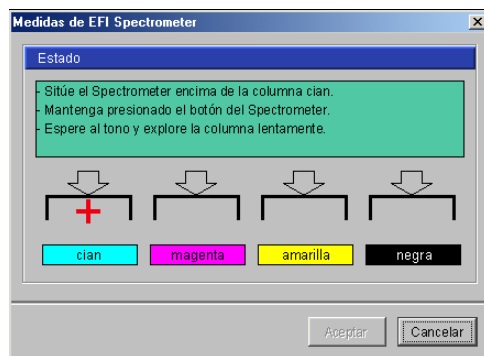 Medidas de EFI Spectrometer
Estado
- Sitúe el Spectrometer encima de la columna cian.
- Mantenga presionado el botón del Spectrometer.
- Espere al tono y explore la columna lentamente.
cian magenta amarilla negra
Aceptar Cancelar